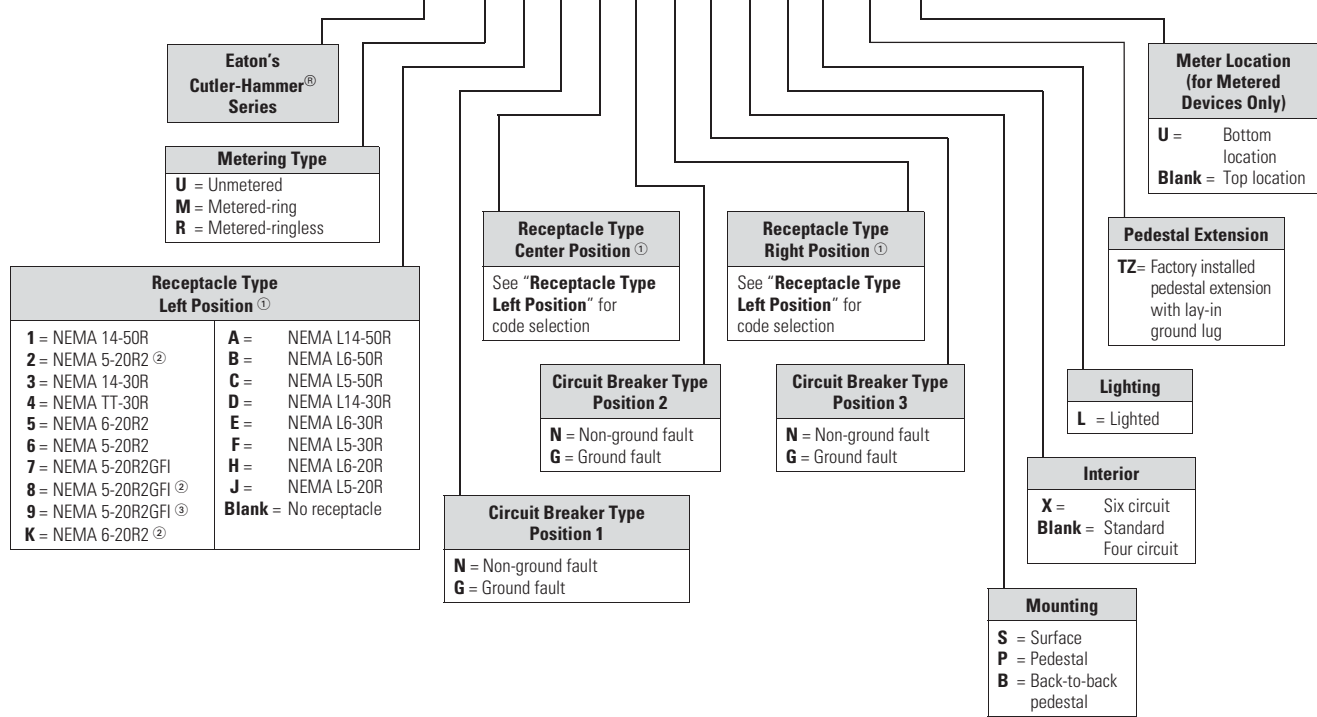 Eaton's
Cutler-Hammer®
Series
Metering Type
U = Unmetered
M = Metered-ring
R = Metered-ringless
Receptacle Type
Left Position ①
1 = NEMA 14-50R
2 = NEMA 5-20R2 ②
3 = NEMA 14-30R
4 = NEMA TT-30R
5 = NEMA 6-20R2
6 = NEMA 5-20R2
7 = NEMA 5-20R2GFI
8 = NEMA 5-20R2GFI ②
9 = NEMA 5-20R2GFI ③
K = NEMA 6-20R2 ②
A = NEMA L14-50R
B = NEMA L6-50R
C = NEMA L5-50R
D = NEMA L14-30R
E = NEMA L6-30R
F = NEMA L5-30R
H = NEMA L6-20R
J = NEMA L5-20R
Blank = No receptacle
Circuit Breaker Type
Position 1
N = Non-ground fault
G = Ground fault
Receptacle Type
Center Position ①
See “Receptacle Type
Left Position” for
code selection
Circuit Breaker Type
Position 2
N = Non-ground fault
G = Ground fault
Receptacle Type
Right Position ①
See “Receptacle Type
Left Position” for
code selection
Circuit Breaker Type
Position 3
N = Non-ground fault
G = Ground fault
Mounting
S = Surface
P = Pedestal
B = Back-to-back
pedestal
Interior
X = Six circuit
Blank = Standard
Four circuit
Lighting
L = Lighted
Pedestal Extension
TZ= Factory installed
pedestal extension
with lay-in
ground lug
Meter Location
(for Metered
Devices Only)
U = Bottom
location
Blank = Top location